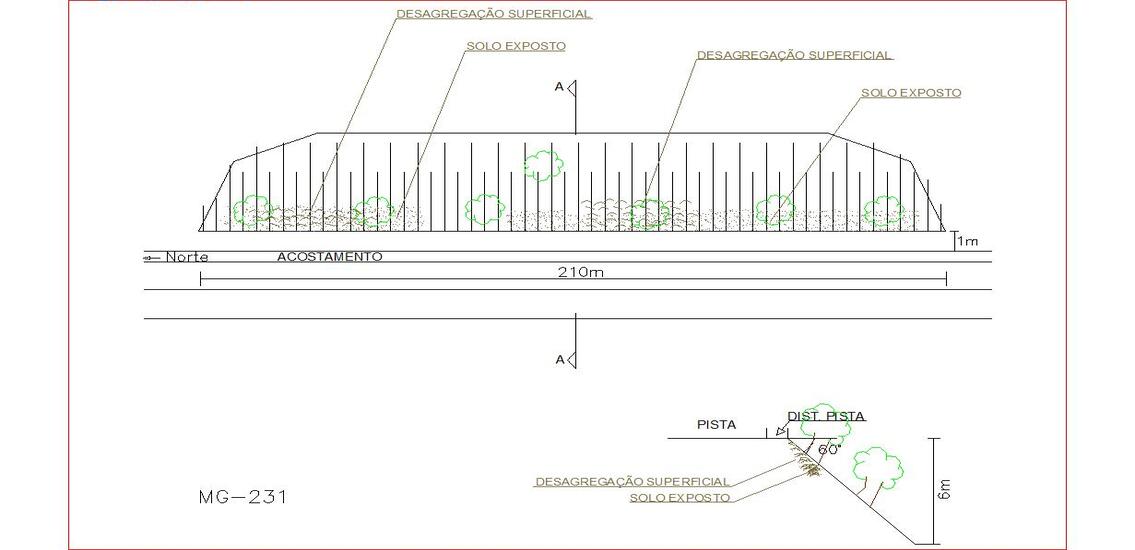 DESAGREGAÇÃO SUPERFICIAL
SOLO EXPOSTO
DESAGREGAÇÃO SUPERFICIAL
SOLO EXPOSTO
A
1m
Norte
ACOSTAMENTO
210m
A
PISTA
DIST. PISTA
60°
DESAGREGAÇÃO SUPERFICIAL
SOLO EXPOSTO
6m
MG-231